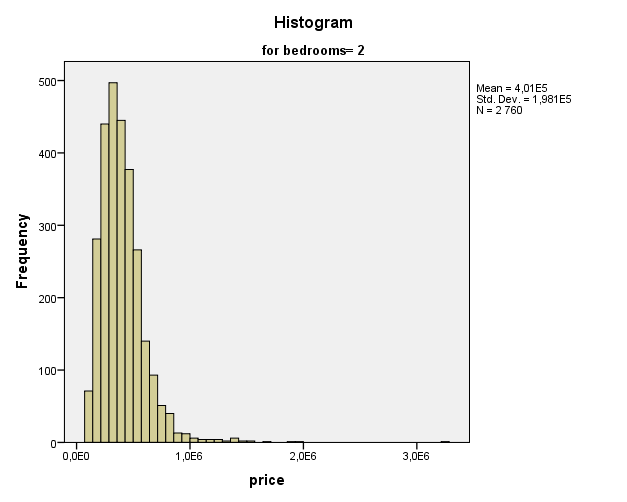 Histogram
for bedrooms= 2
Mean = 4,01E5
Std. Dev. = 1,981E5
N = 2 760
Frequency
500
400
300
200
100
0
0,0E0 1,0E6 2,0E6 3,0E6
price